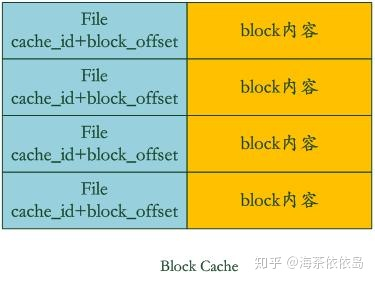 File
cache_id+block_offset
block内容
File
cache_id+block_offset
block内容
File
cache_id+block_offset
block内容
File
cache_id+block_offset
block内容
Block Cache
知乎 @海茶依依岛